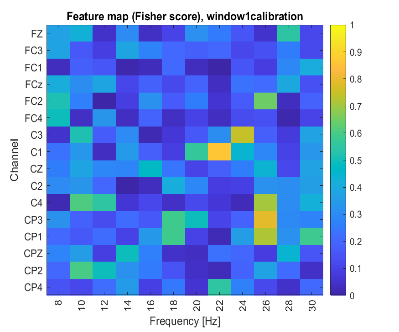 Feature map (Fisher score), window1calibration
Channel
FZ
FC3
FC1
FCz
FC2
FC4
C3
C1
CZ
C2
C4
CP3
CP1
CPZ
CP2
CP4
8 10 12 14 16 18 20 22 24 26 28 30
Frequency [Hz]
1
0.9
0.8
0.7
0.6
0.5
0.4
0.3
0.2
0.1
0